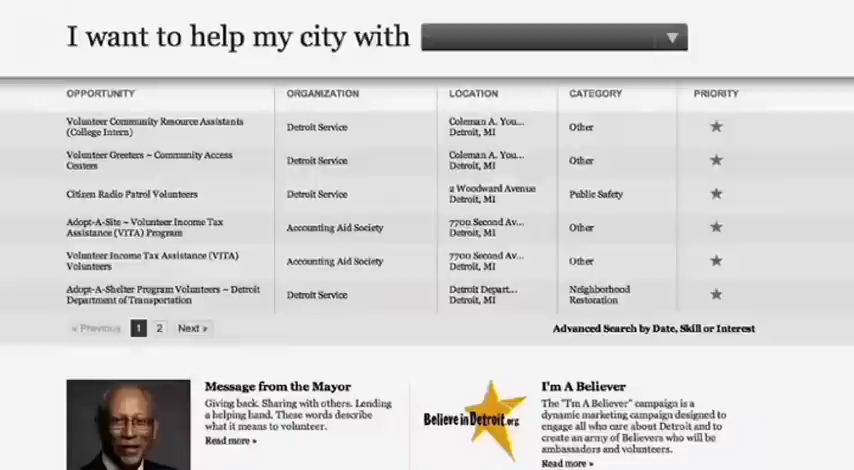 I want to help my city with
OPPORTUNITY ORGANIZATION LOCATION CATEGORY PRIORITY
Volunteer Community Resource Assistants
(College Intern)
Detroit Service
Coleman A. You...
Detroit, MI
Other
Volunteer Greeters ~ Community Access
Centers
Detroit Service
Coleman A. You...
Detroit, MI
Other
Citizen Radio Patrol Volunteers
Detroit Service
2 Woodward Avenue
Detroit, MI
Public Safety
Adopt-A-Site ~ Volunteer Income Tax
Assistance (VITA) Program
Accounting Aid Society
7700 Second Av...
Detroit, MI
Other
Volunteer Income Tax Assistance (VITA)
Volunteers
Accounting Aid Society
7700 Second Av...
Detroit, MI
Other
Adopt-A-Shelter Program Volunteers ~ Detroit
Department of Transportation
Detroit Service
Detroit Depart...
Detroit, MI
Neighborhood
Restoration
« Previous 1 2 Next »
Advanced Search by Date, Skill or Interest
Message from the Mayor
Giving back. Sharing with others. Lending
a helping hand. These words describe
what it means to volunteer.
Read more »
BelieveinDetroit.org
I'm A Believer
The "I'm A Believer" campaign is a
dynamic marketing campaign designed to
engage all who care about Detroit and to
create an army of Believers who will be
ambassadors and volunteers.
Read more »